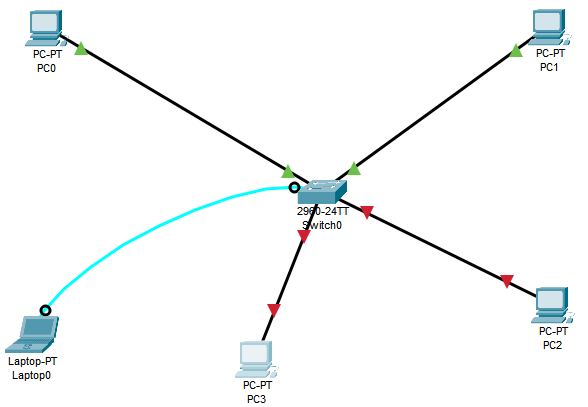 PC-PT
PC0
PC-PT
PC1
2960-24TT
Switch0
Laptop-PT
Laptop0
PC-PT
PC3
PC-PT
PC2